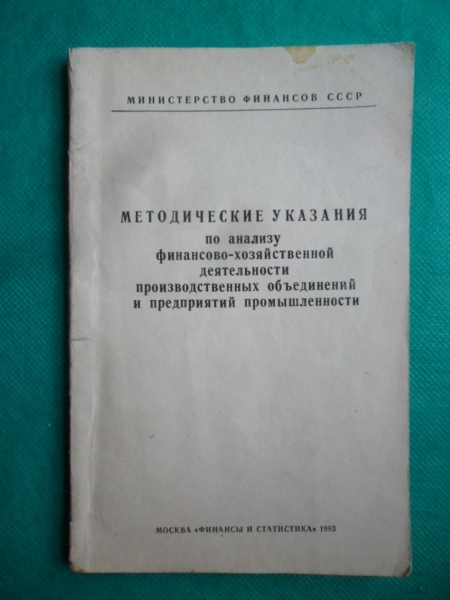 МИНИСТЕРСТВО ФИНАНСОВ СССР
МЕТОДИЧЕСКИЕ УКАЗАНИЯ
по анализу
финансово-хозяйственной
деятельности
производственных объединений
и предприятий промышленности
МОСКВА «ФИНАНСЫ И СТАТИСТИКА» 1983